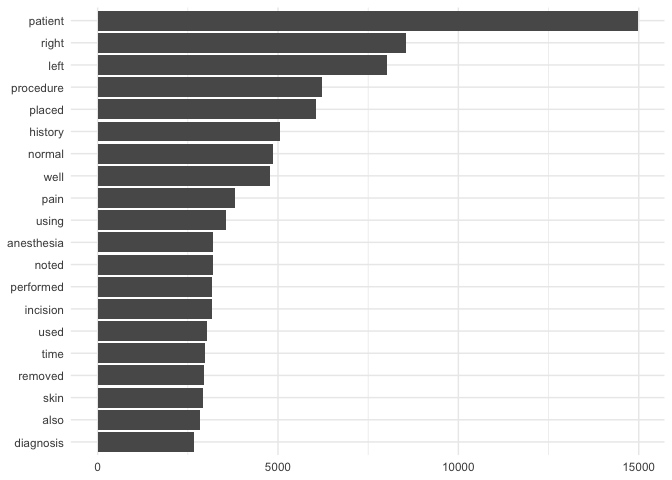 patient
right
left
procedure
placed
history
normal
well
pain
using
anesthesia
noted
performed
incision
used
time
removed
skin
also
diagnosis
0 5000 10000 15000